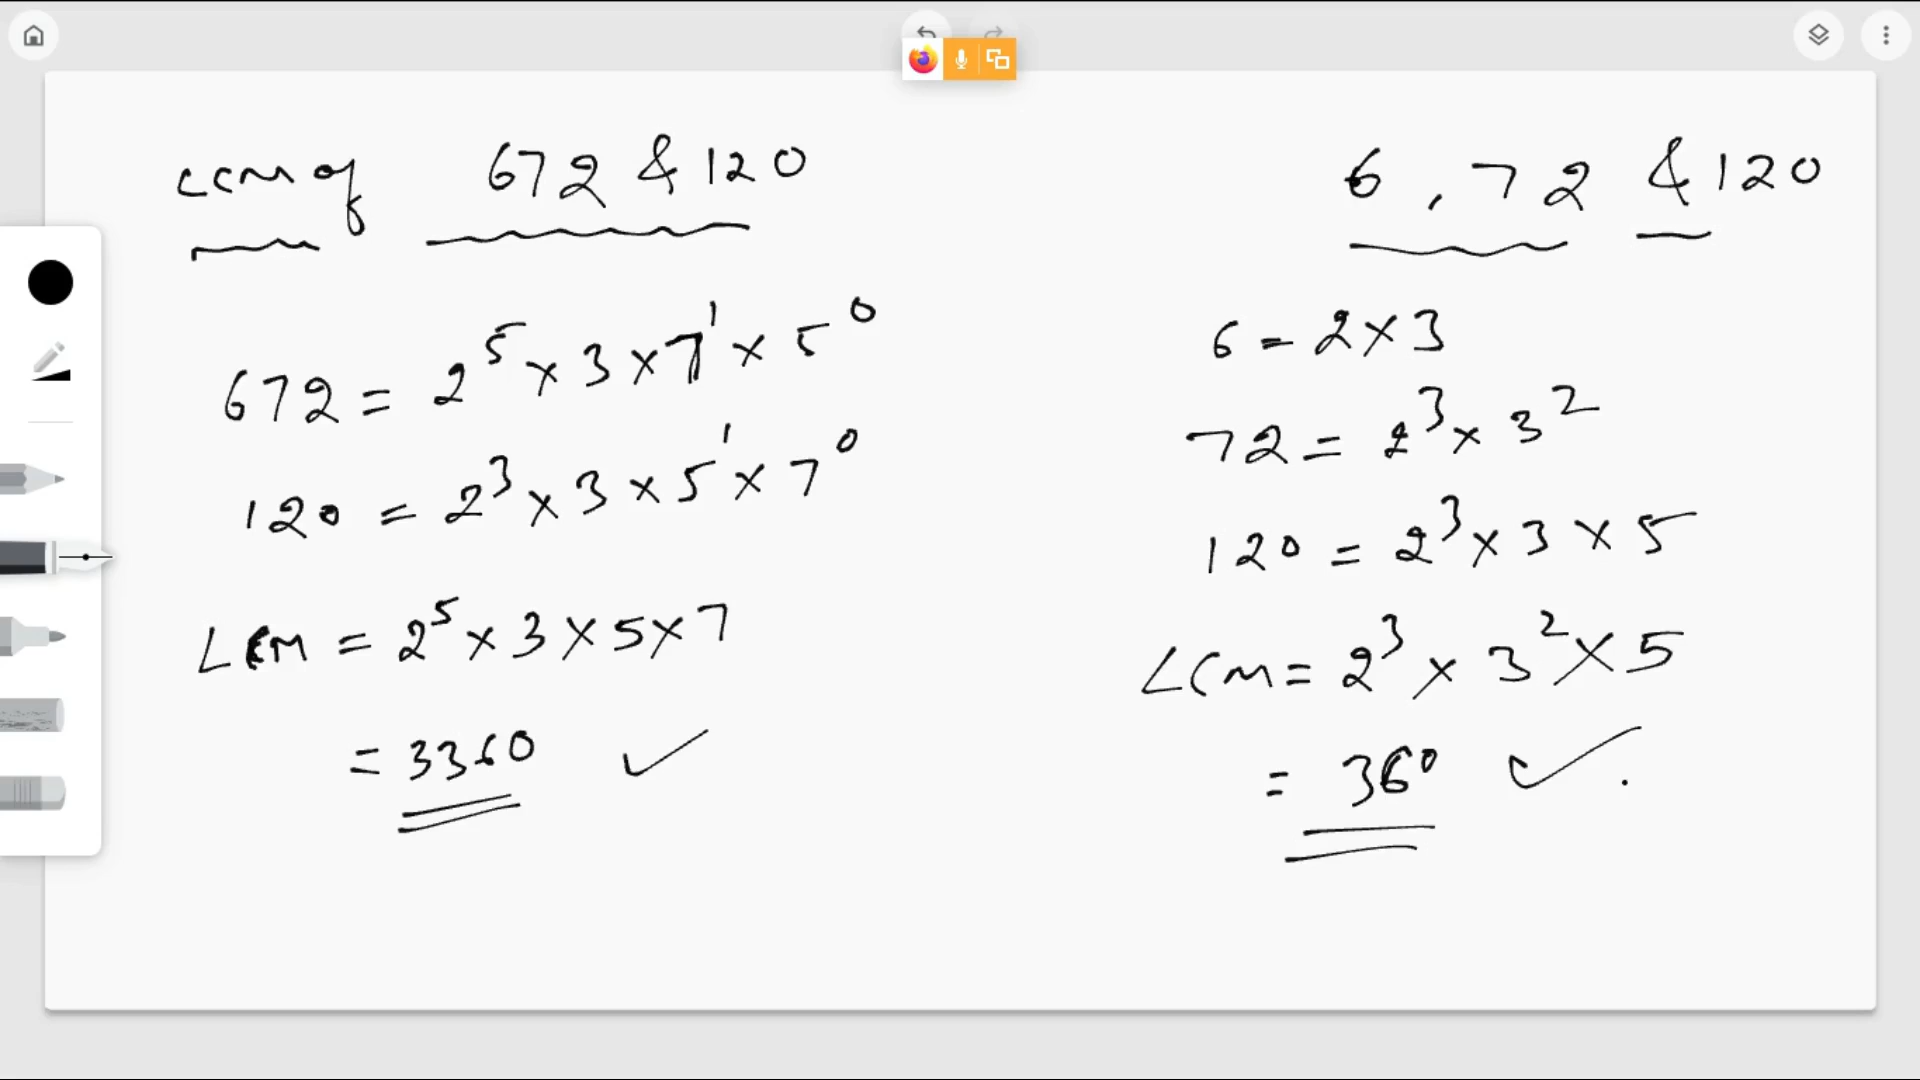 LCM of 672 & 120
672 = 2⁵ × 3 × 7¹ × 5⁰
120 = 2³ × 3 × 5¹ × 7⁰
LCM = 2⁵ × 3 × 5 × 7
= 3360 ✓
6, 72 & 120
6 = 2 × 3
72 = 2³ × 3²
120 = 2³ × 3 × 5
LCM = 2³ × 3² × 5
= 360 ✓.